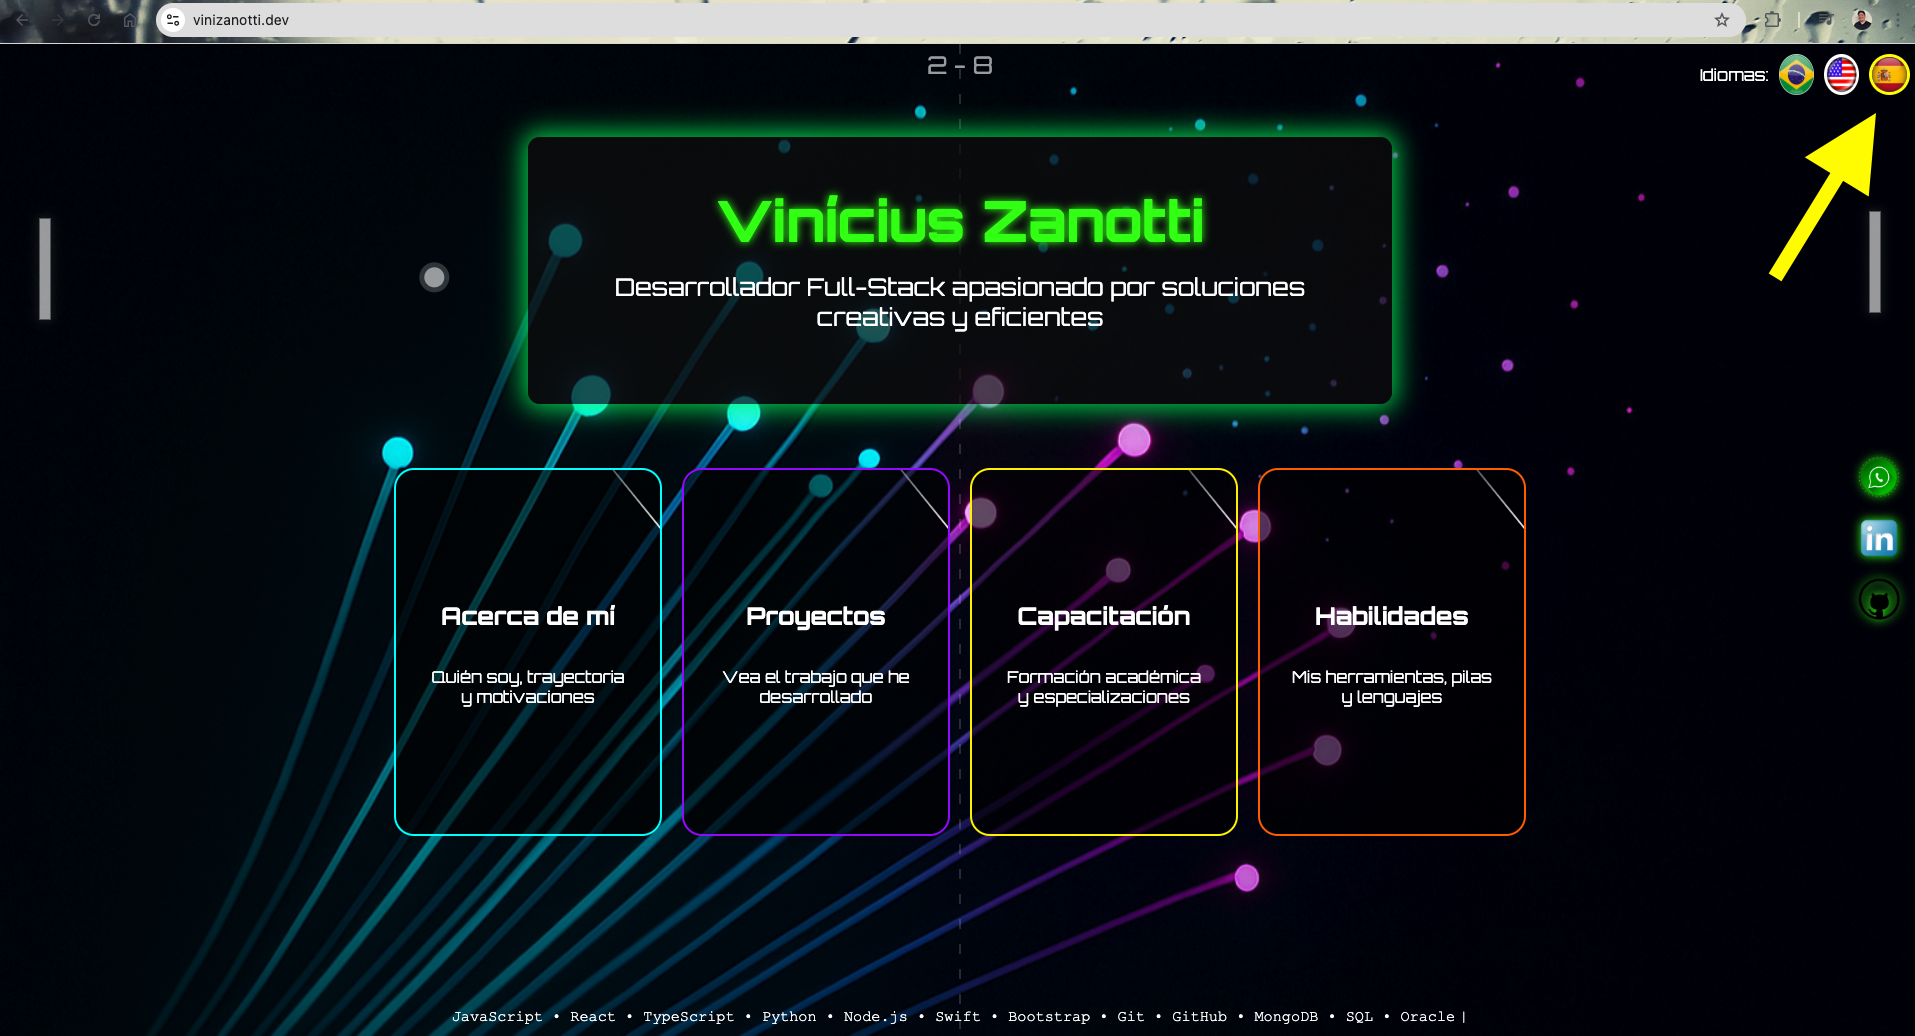 vinizanotti.dev
2 - 8
Idiomas:
Vinícius Zanotti
Desarrollador Full-Stack apasionado por soluciones
creativas y eficientes
Acerca de mí
Quién soy, trayectoria
y motivaciones
Proyectos
Vea el trabajo que he
desarrollado
Capacitación
Formación académica
y especializaciones
Habilidades
Mis herramientas, pilas
y lenguajes
in
JavaScript • React • TypeScript • Python • Node.js • Swift • Bootstrap • Git • GitHub • MongoDB • SQL • Oracle |